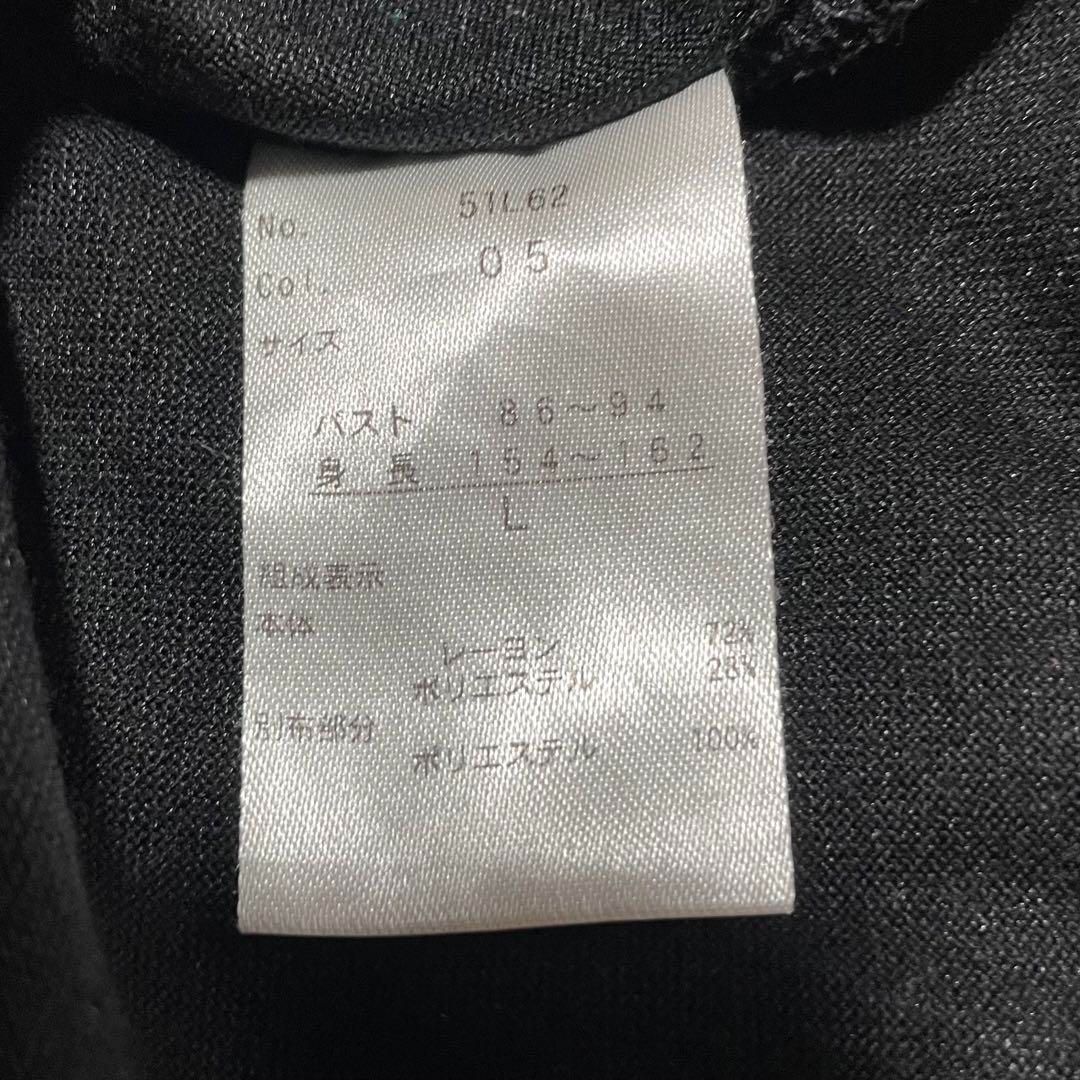 No. 51L62
Col. 05
サイズ
バスト 86~94
身長 154~162
L
組成表示
本体
レーヨン 72%
ポリエステル 28%
別布部分
ポリエステル 100%